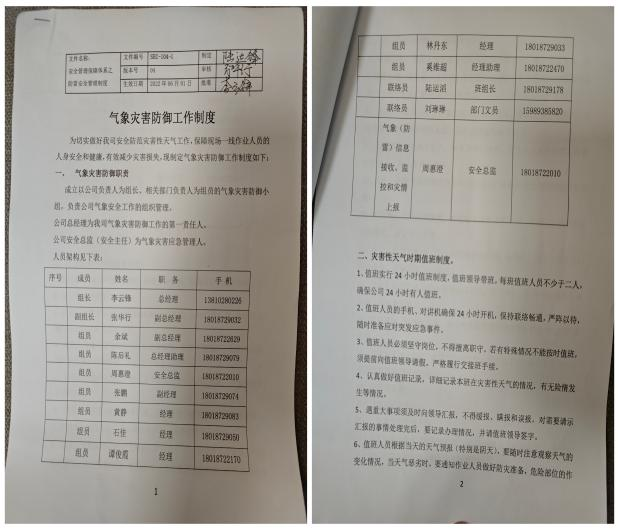 文件名称: 文件编号 SHE-104-1 制定
安全管理保障体系之 版本号 04 审核
防雷安全管理制度 生效日期 2022年06月01日 批准
气象灾害防御工作制度
为切实做好我司安全防范灾害性天气工作,保障现场一线作业人员的
人身安全和健康,有效减少灾害损失,现制定气象灾害防御工作制度如下:
一、 气象灾害防御职责
成立以公司负责人为组长、相关部门负责人为组员的气象灾害防御小
组,负责公司气象安全工作的组织管理。
公司总经理为我司气象灾害防御工作的第一责任人。
公司安全总监(安全主任)为气象灾害应急管理人。
人员架构见下表:
序号 成员 姓名 职 务 手 机
组长 李云锋 总经理 13810280226
副组长 张华行 副总经理 18018729032
组员 余斌 副总经理 18018722629
组员 陈后礼 总经理助理 18018729079
组员 周惠澄 安全总监 18018722010
组员 张鹏 副经理 18018729074
组员 黄静 经理 18018729083
组员 石佳 经理 18018729050
组员 谭俊霞 经理 18018722170
1
组员 林丹东 经理 18018729033
组员 奚维超 经理助理 18018722470
联络员 陆运滔 班组长 18018729178
联络员 刘琳琳 部门文员 15989385820
气象(防
雷)信息
接收、监
控和灾情
上报
周惠澄 安全总监 18018722010
二、灾害性天气时期值班制度。
1、值班实行24小时值班制度,值班领导带班,每班值班人员不少于二人,
确保公司24小时有人值班。
2、值班人员的手机、对讲机确保24小时开机,保持联络畅通,严阵以待,
随时准备应对突发应急事件。
3、值班人员必须坚守岗位,不得擅离职守。若有特殊情况不能按时值班,
须提前向值班领导请假,严格履行交接班手续。
4、认真做好值班记录,详细记录本班在灾害性天气的情况,有无险情发
生等情况。
5、遇重大事项须及时向领导汇报,不得缓报、瞒报和误报,对需要请示
汇报的事情处理完后,要记录办理情况,并请值班领导签字。
6、值班人员根据当天的天气预报(特别是阴天),要随时注意观察天气的
变化情况,当天气恶劣时,要通知作业人员做好防灾准备、危险部位的作
2